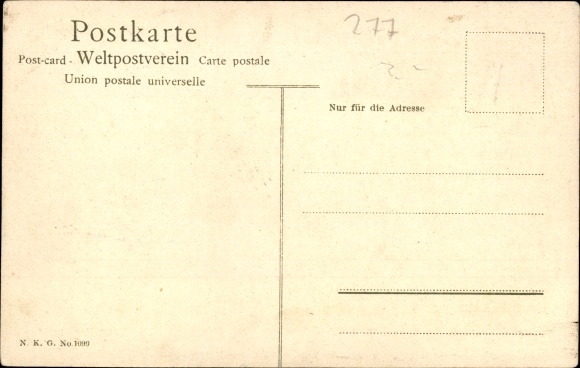 Postkarte
Post-card - Weltpostverein Carte postale
Union postale universelle
277
Nur für die Adresse
N. K. G. No. 1099